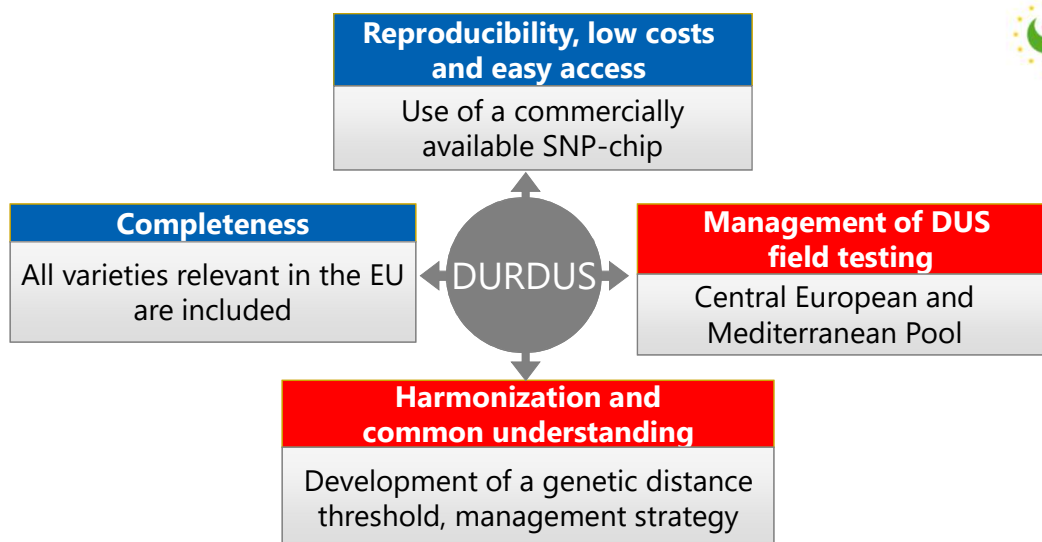 Reproducibility, low costs
and easy access
Use of a commercially
available SNP-chip
Completeness
All varieties relevant in the EU
are included
DURDUS
Management of DUS
field testing
Central European and
Mediterranean Pool
Harmonization and
common understanding
Development of a genetic distance
threshold, management strategy